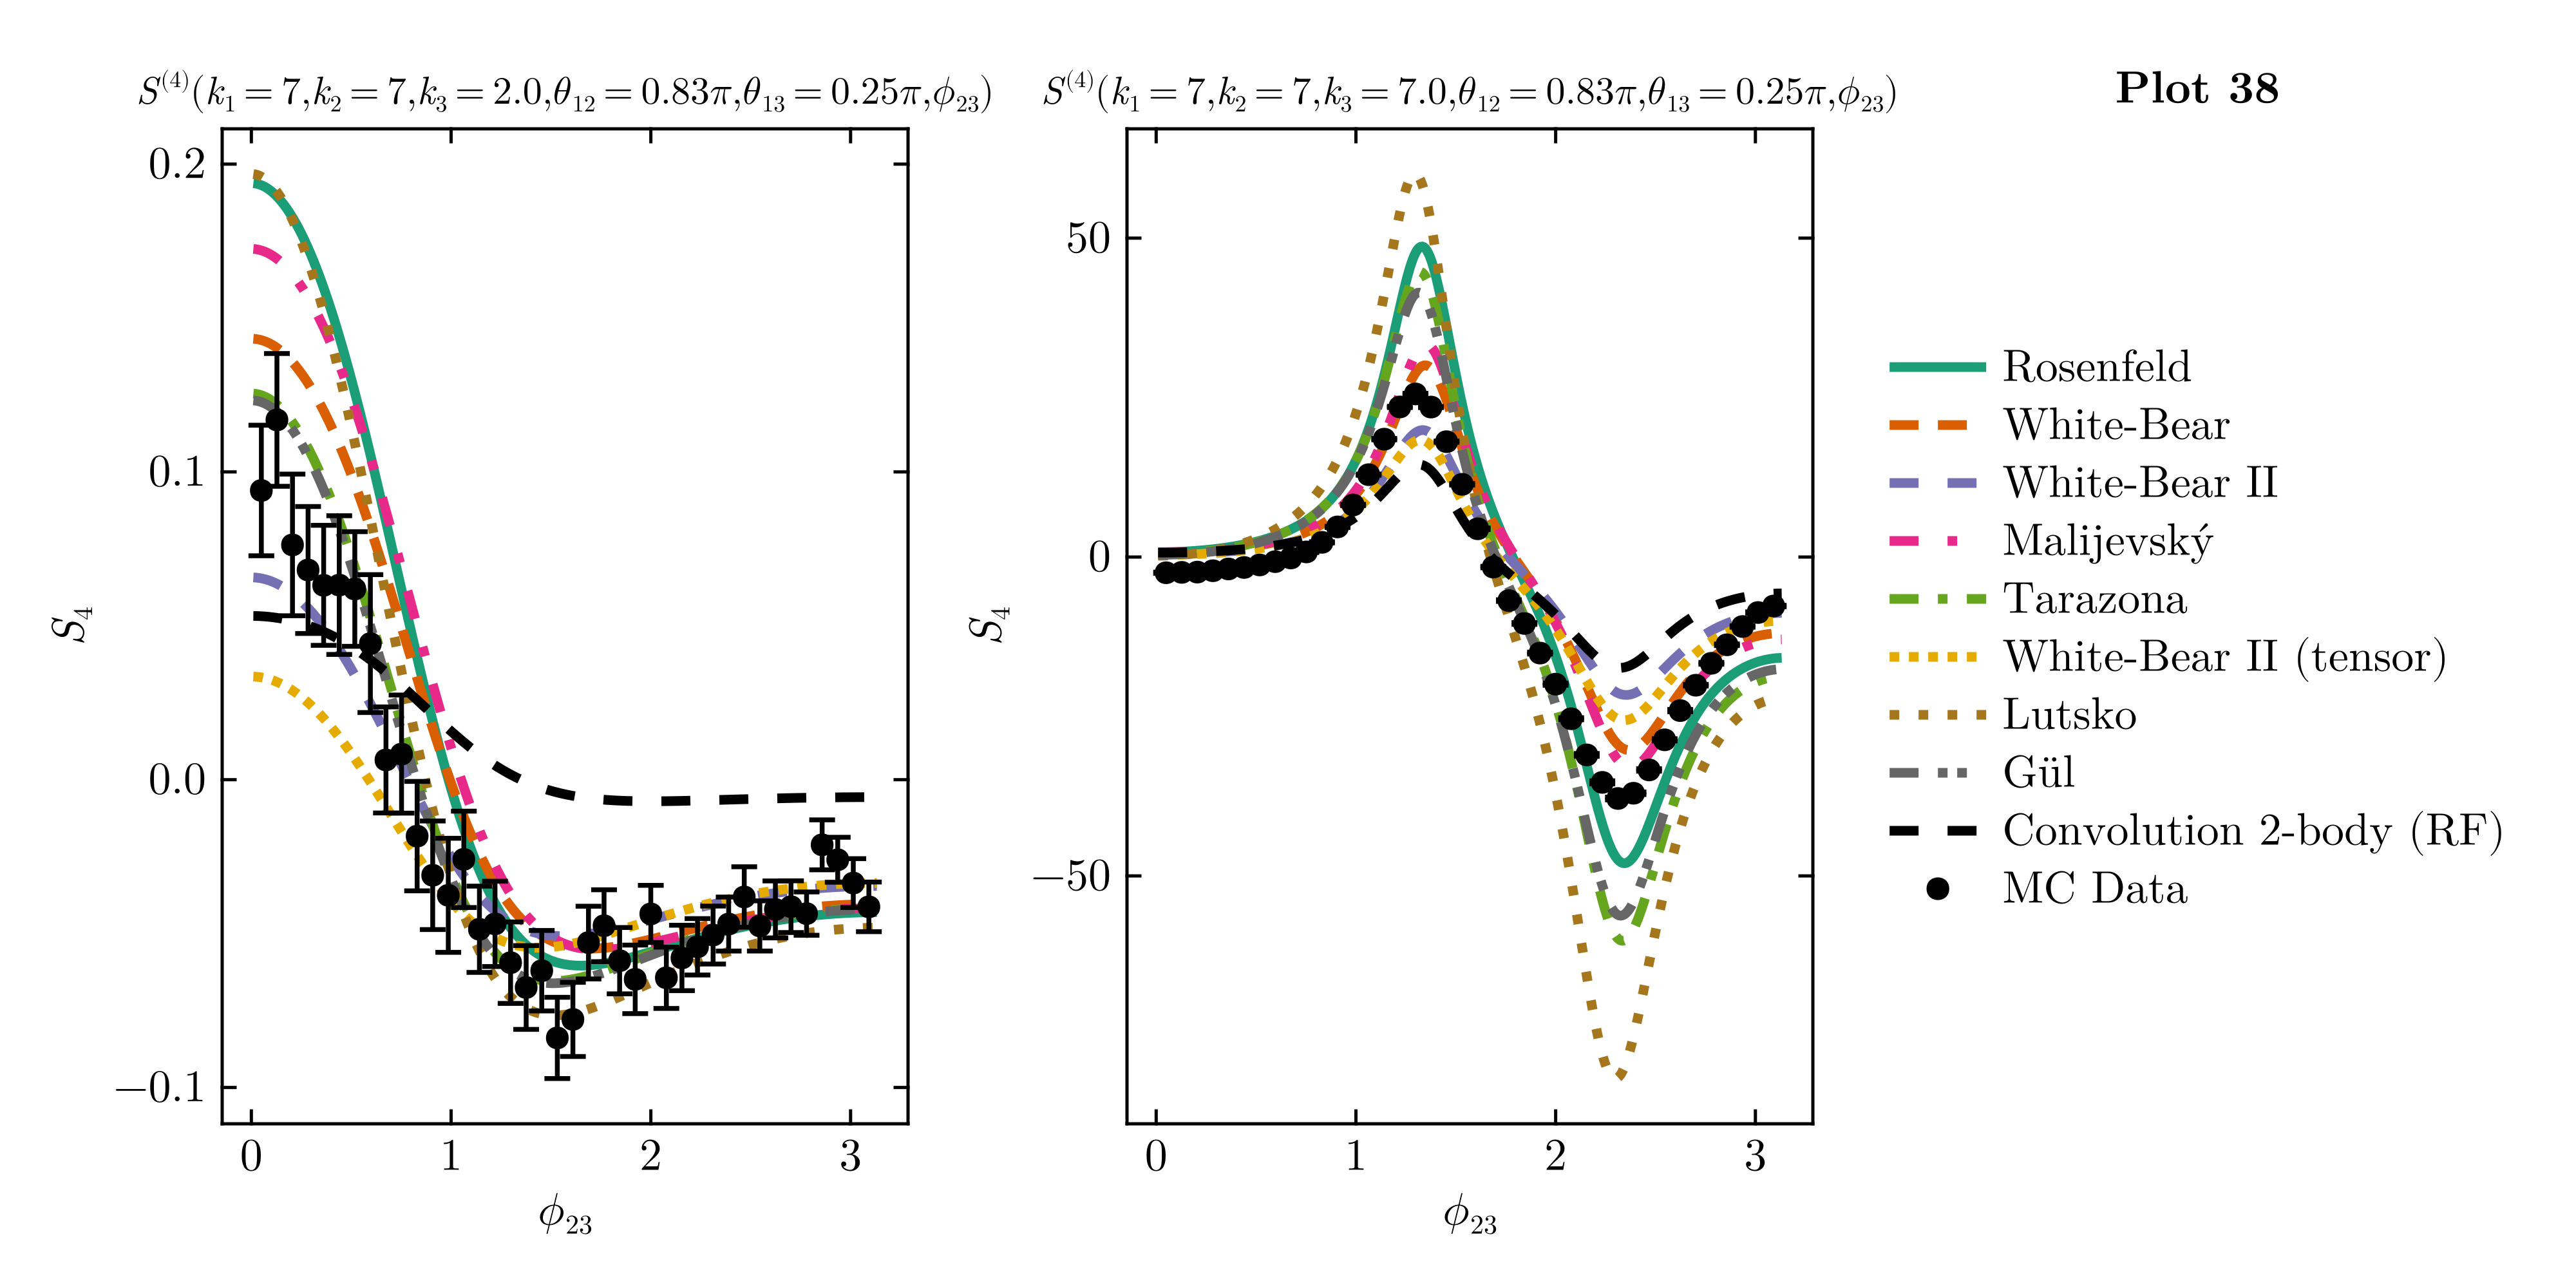 S⁽⁴⁾(k₁ = 7,k₂ = 7,k₃ = 2.0,θ₁₂ = 0.83π,θ₁₃ = 0.25π,ϕ₂₃)
S⁽⁴⁾(k₁ = 7,k₂ = 7,k₃ = 7.0,θ₁₂ = 0.83π,θ₁₃ = 0.25π,ϕ₂₃)
Plot 38
0.2
0.1
0.0
−0.1
S₄
0 1 2 3
ϕ₂₃
50
0
−50
S₄
0 1 2 3
ϕ₂₃
Rosenfeld
White-Bear
White-Bear II
Malijevský
Tarazona
White-Bear II (tensor)
Lutsko
Gül
Convolution 2-body (RF)
MC Data